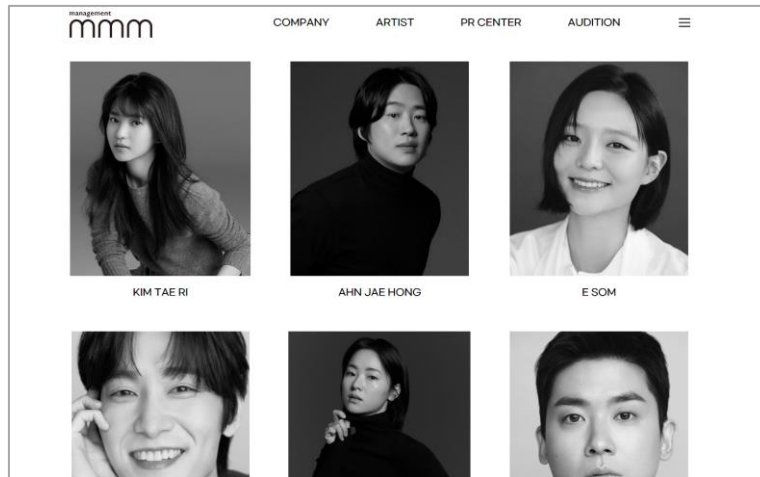 management
mmm
COMPANY ARTIST PR CENTER AUDITION
KIM TAE RI AHN JAE HONG E SOM